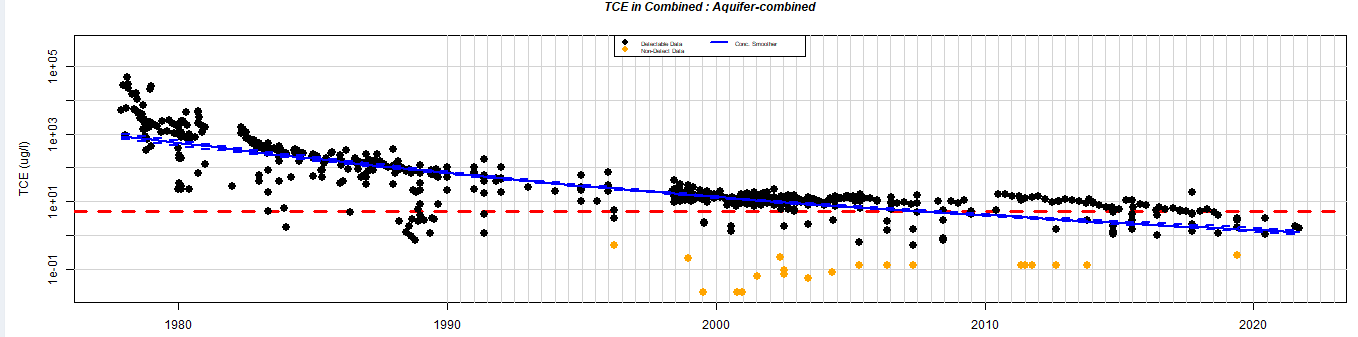 TCE in Combined : Aquifer-combined
Detectable Data
Non-Detect Data
Conc. Smoother
TCE (ug/l)
1e+05
1e+03
1e+01
1e-01
1980 1990 2000 2010 2020